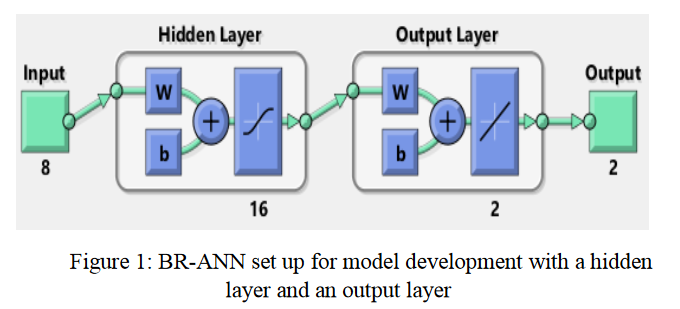 Hidden Layer
Output Layer
Input
Output
W
b
+
W
b
+
8
16
2
2
Figure 1: BR-ANN set up for model development with a hidden
layer and an output layer